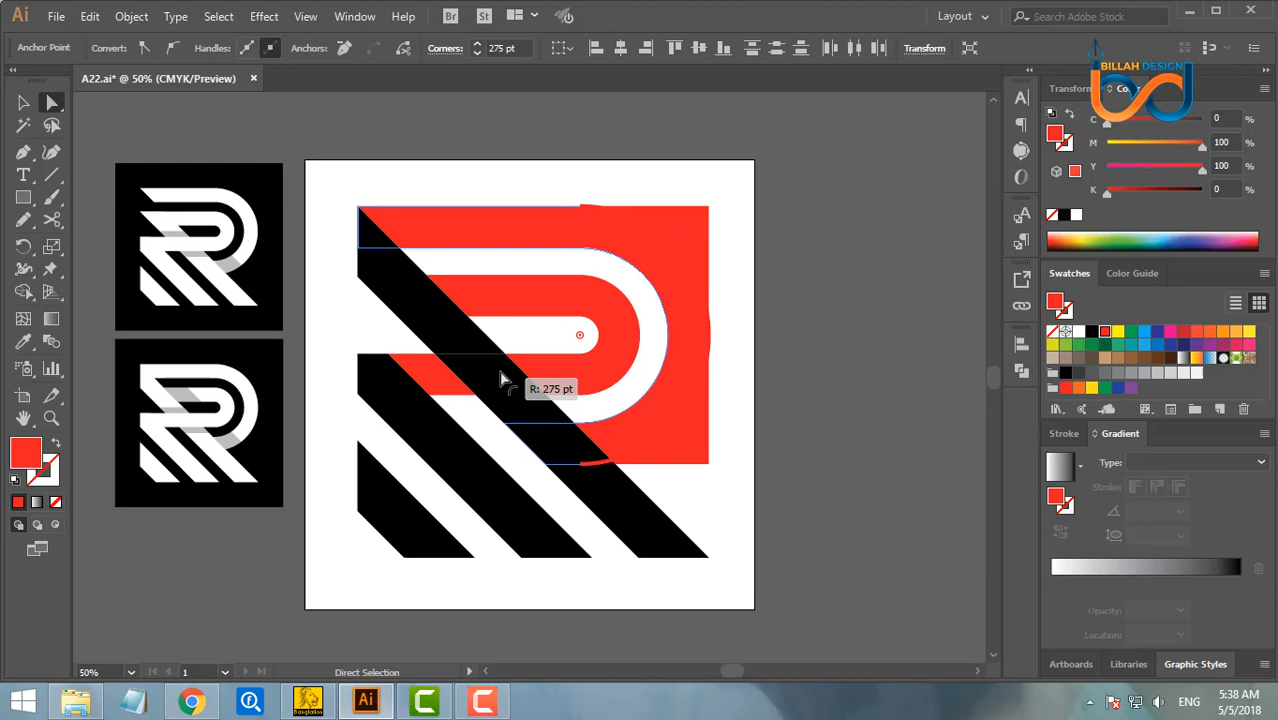 Ai File Edit Object Type Select Effect View Window Help Br St Layout Search Adobe Stock
Anchor Point Convert: Handles: Anchors: Corners: 275 pt Transform
BILLAH DESIGN
A22.ai* @ 50% (CMYK/Preview)
Transform Color
C 0 %
M 100 %
Y 100 %
K 0 %
Swatches Color Guide
R: 275 pt
Stroke Gradient
Type:
Stroke:
Opacity:
Location:
50% 1 Direct Selection
Artboards Libraries Graphic Styles
Ai ENG
5:38 AM
5/5/2018